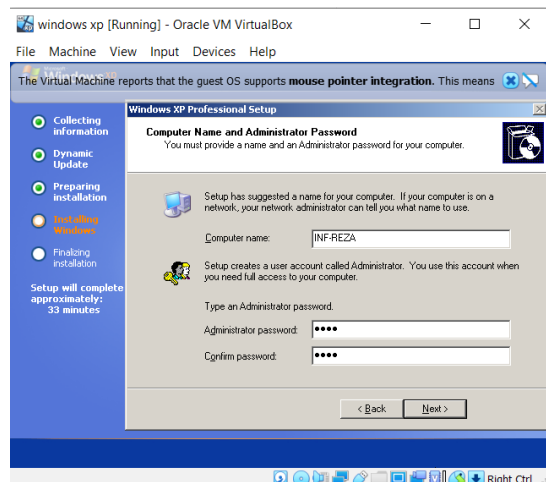 windows xp [Running] - Oracle VM VirtualBox
File Machine View Input Devices Help
The Virtual Machine reports that the guest OS supports mouse pointer integration. This means
Windows XP Professional Setup
Collecting
information
Dynamic
Update
Preparing
installation
Installing
Windows
Finalizing
installation
Setup will complete
approximately:
33 minutes
Computer Name and Administrator Password
You must provide a name and an Administrator password for your computer.
Setup has suggested a name for your computer. If your computer is on a
network, your network administrator can tell you what name to use.
Computer name: INF-REZA
Setup creates a user account called Administrator. You use this account when
you need full access to your computer.
Type an Administrator password.
Administrator password: ••••
Confirm password: ••••
< Back Next >
Right Ctrl